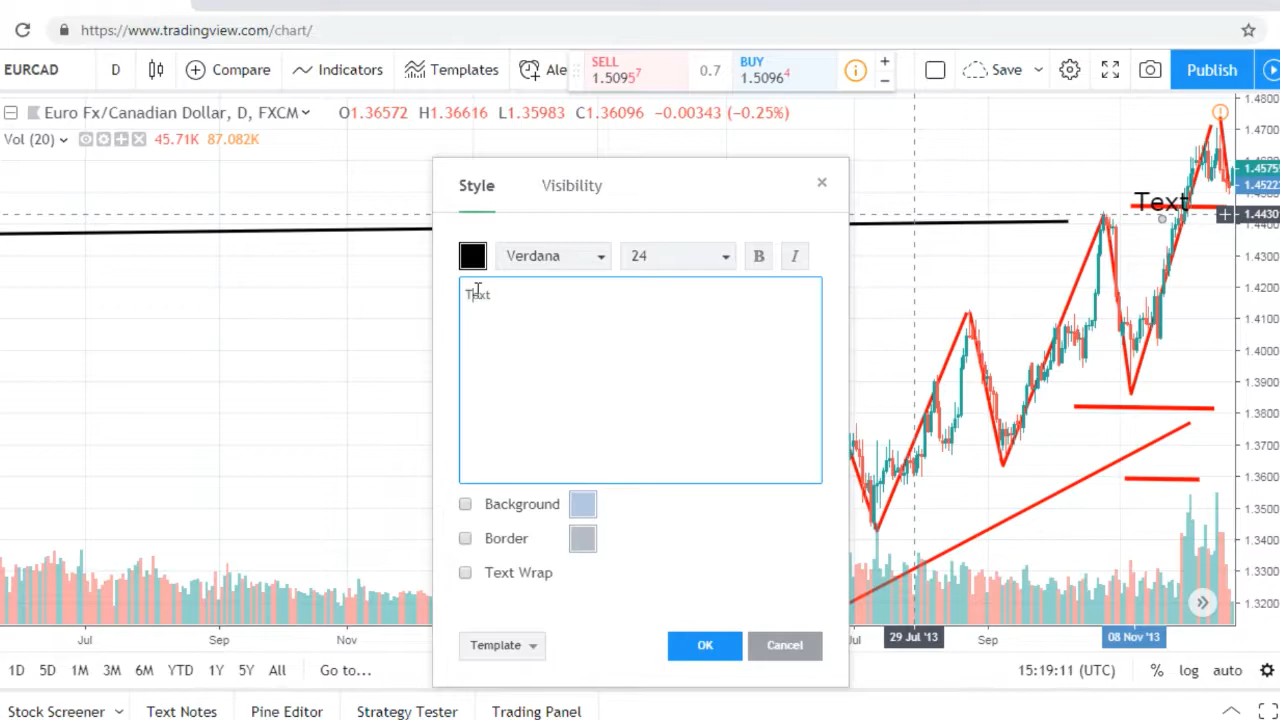 https://www.tradingview.com/chart/
EURCAD D Compare Indicators Templates Ale SELL 1.50957 0.7 BUY 1.50964 Save Publish
Euro Fx/Canadian Dollar, D, FXCM O1.36572 H1.36616 L1.35983 C1.36096 −0.00343 (−0.25%)
Vol (20) 45.71K 87.082K
Style Visibility
Verdana 24 B I
Text
Background
Border
Text Wrap
Template OK Cancel
Text
1.4800
1.4700
1.4575
1.4522
1.4430
1.4300
1.4200
1.4100
1.4000
1.3900
1.3800
1.3700
1.3600
1.3500
1.3400
1.3300
1.3200
Jul Sep Nov Jul 29 Jul '13 Sep 08 Nov '13
1D 5D 1M 3M 6M YTD 1Y 5Y All Go to... 15:19:11 (UTC) % log auto
Stock Screener Text Notes Pine Editor Strategy Tester Trading Panel